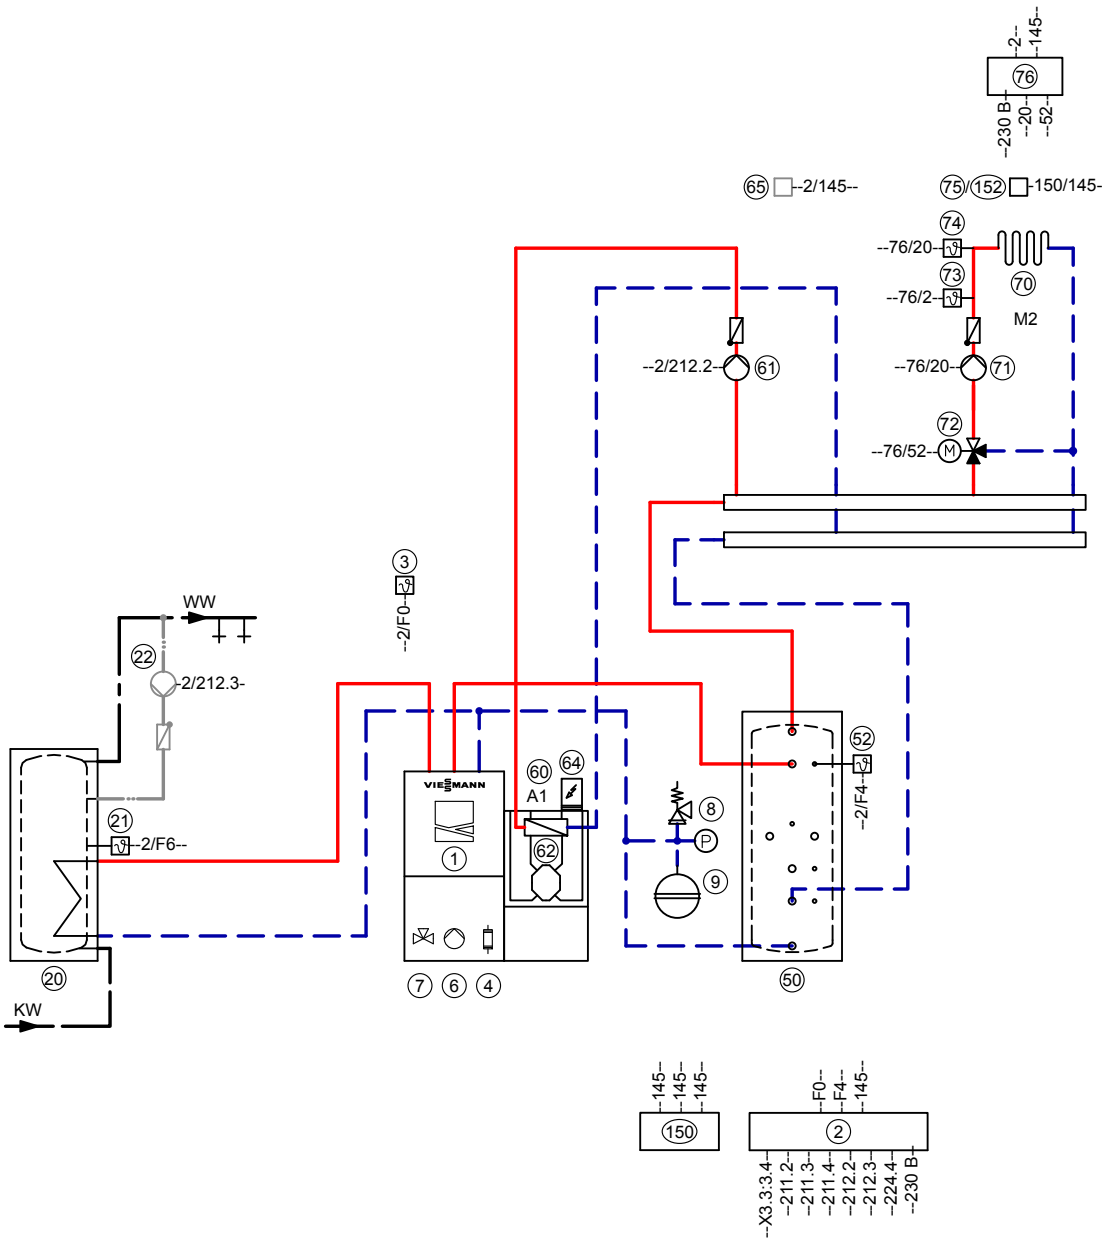 --2--
--145--
76
--230 B--
--20--
--52--
65 --2/145--
75/152 -150/145-
74
--76/20--
73
--76/2--
70
M2
--2/212.2-- 61
--76/20-- 71
72
--76/52-- M
3
--2/F0--
WW
22
-2/212.3-
52
--2/F4--
60
A1
64
VIESMANN
21
--2/F6--
1
62
8
P
9
20
7
6
4
50
KW
--145--
--145--
--145--
150
--F0--
--F4--
--145--
2
--X3.3:3.4
--211.2--
--211.3--
--211.4--
--212.2--
--212.3--
--224.4--
--230 B--